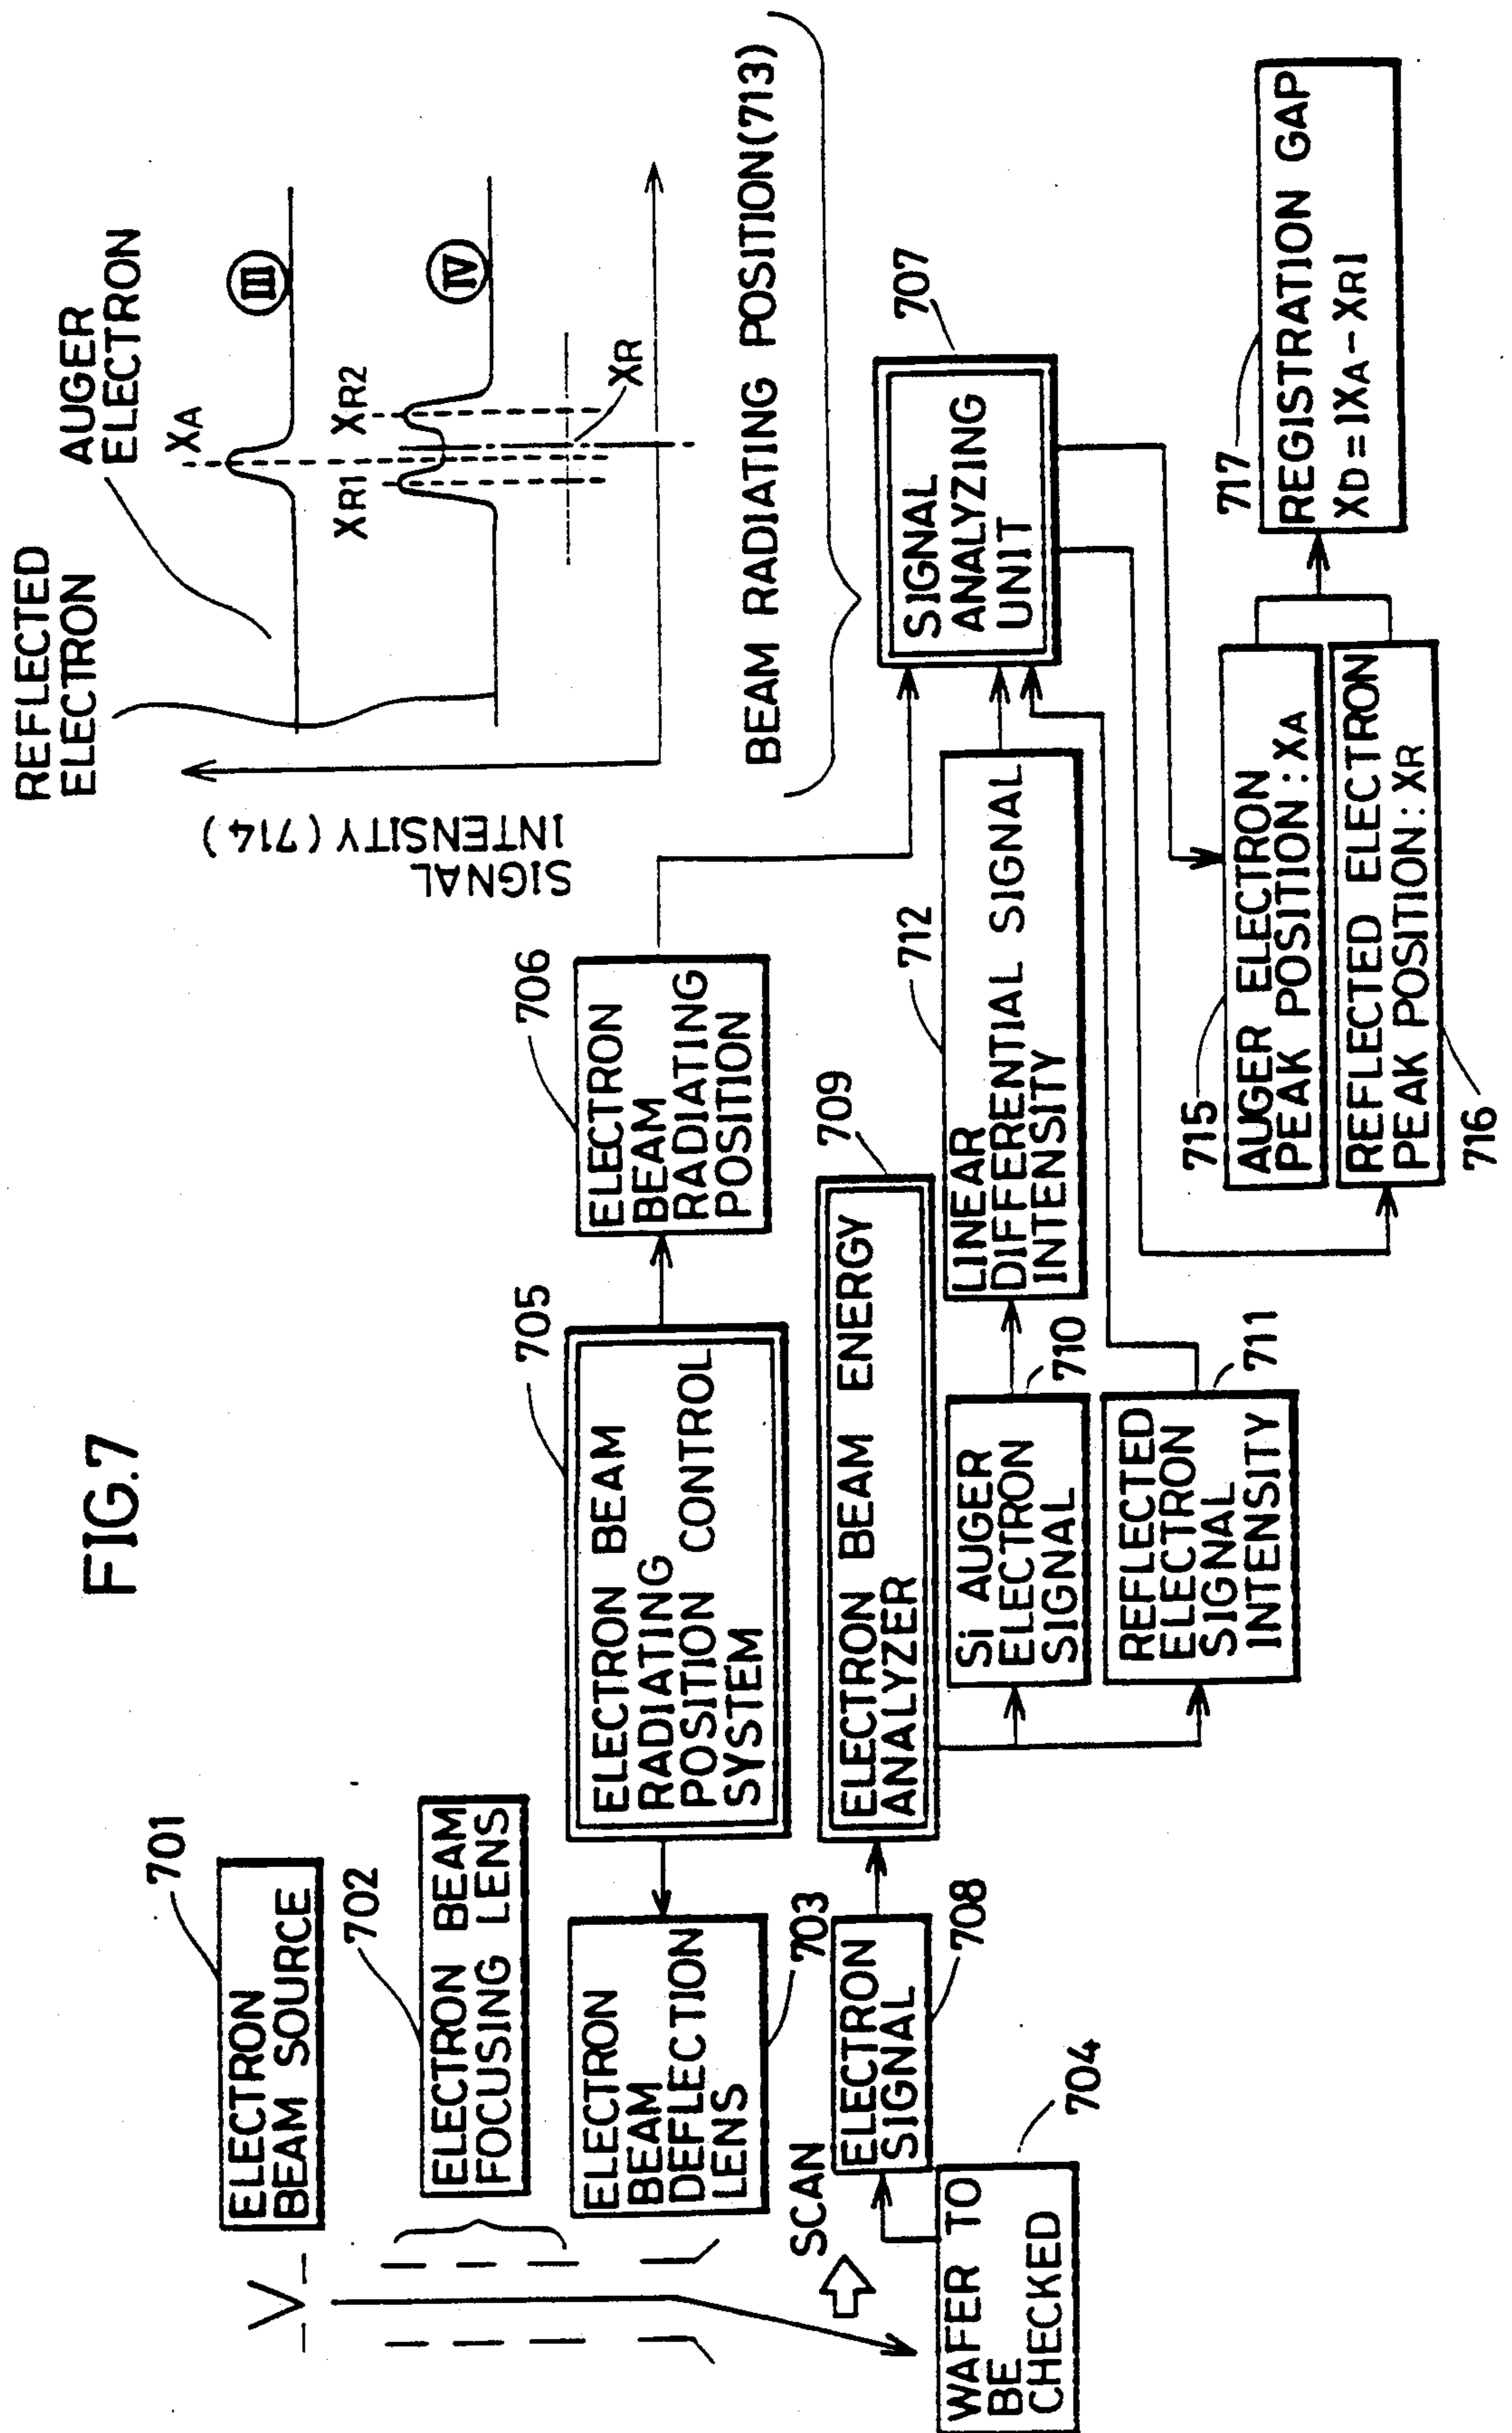 FIG.7
701
ELECTRON
BEAM SOURCE
702
ELECTRON BEAM
FOCUSING LENS
ELECTRON
BEAM
DEFLECTION
LENS
703
705
ELECTRON BEAM
RADIATING
POSITION CONTROL
SYSTEM
706
ELECTRON
BEAM
RADIATING
POSITION
SCAN
ELECTRON
SIGNAL
708
WAFER TO
BE
CHECKED
704
709
ELECTRON BEAM ENERGY
ANALYZER
Si AUGER
ELECTRON
SIGNAL
710
REFLECTED
ELECTRON
SIGNAL
INTENSITY
711
712
LINEAR
DIFFERENTIAL SIGNAL
INTENSITY
707
SIGNAL
ANALYZING
UNIT
715
AUGER ELECTRON
PEAK POSITION : XA
REFLECTED ELECTRON
PEAK POSITION : XR
716
717
REGISTRATION GAP
XD = IXA - XRI
REFLECTED
ELECTRON
AUGER
ELECTRON
SIGNAL
INTENSITY (714)
XA
III
XR1
XR2
IV
XR
BEAM RADIATING POSITION(713)